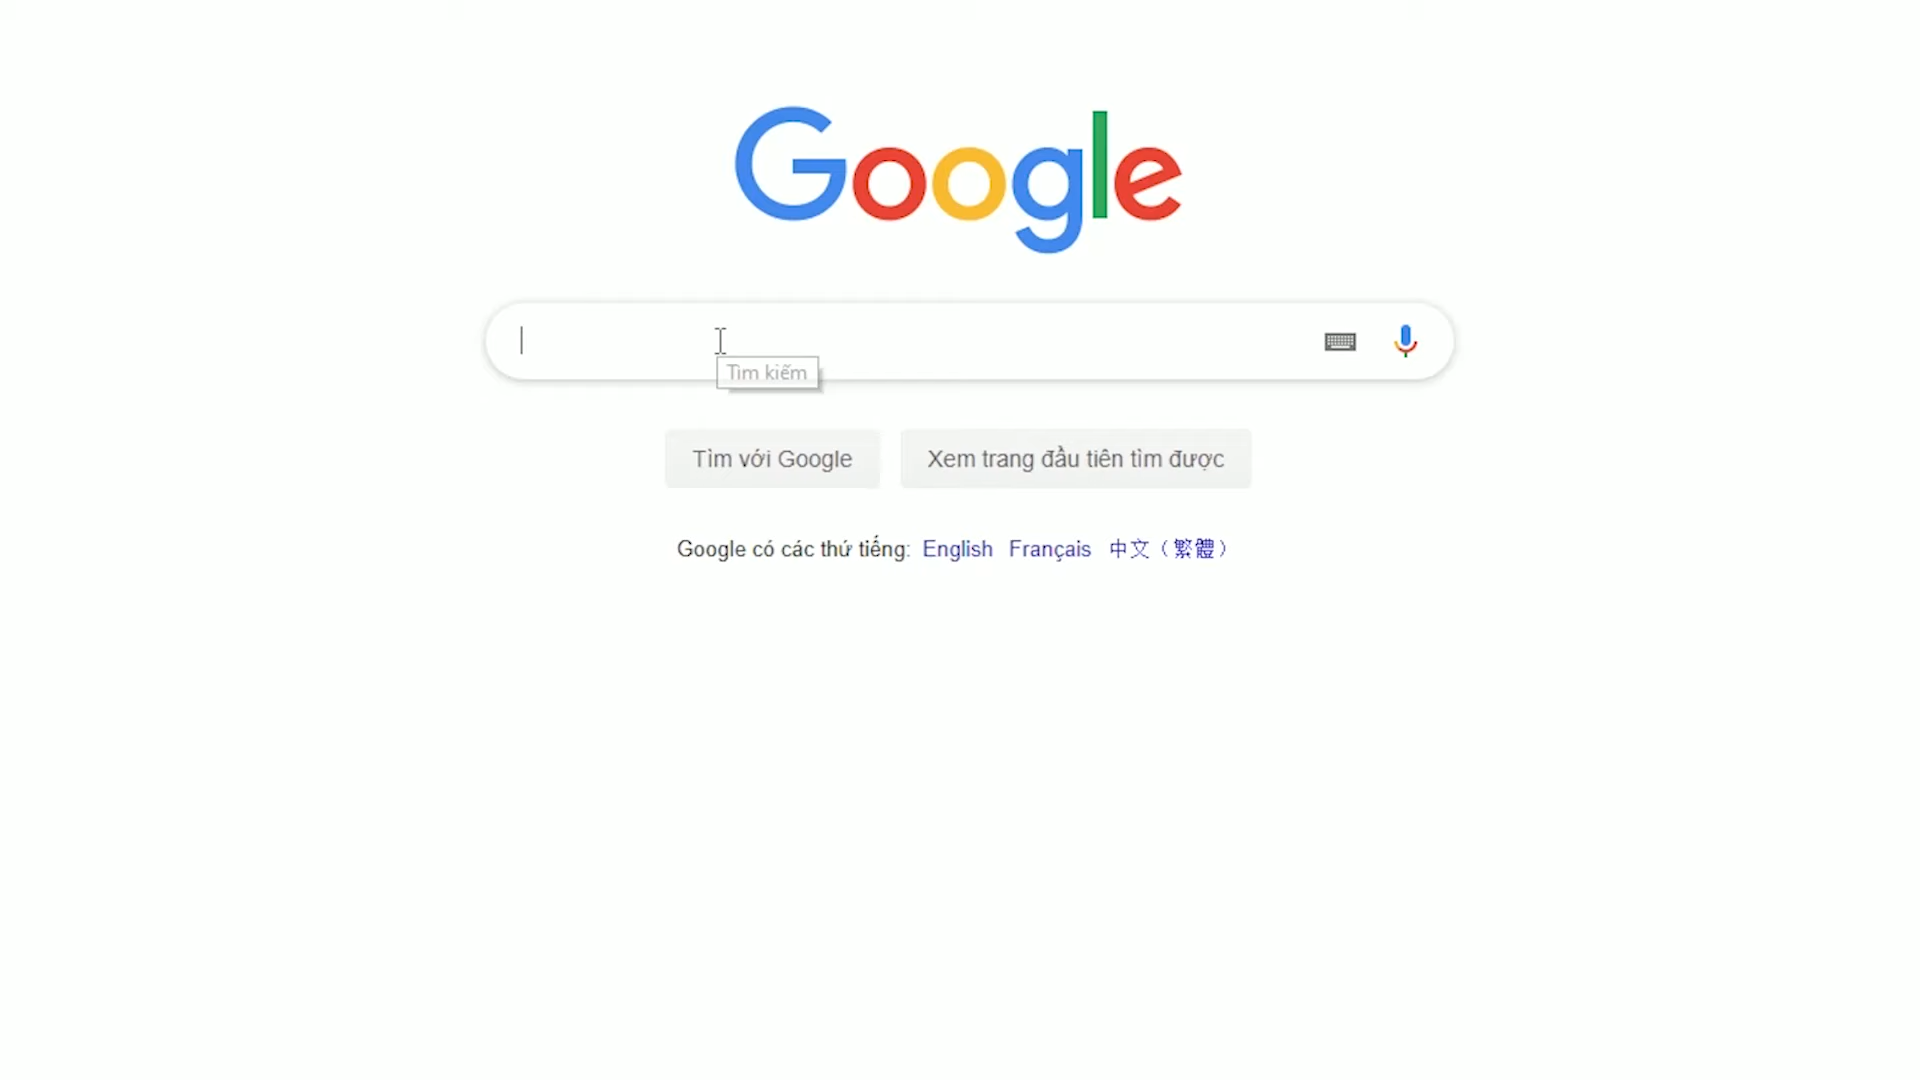 Google
Tìm kiếm
Tìm với Google
Xem trang đầu tiên tìm được
Google có các thứ tiếng: English Français 中文（繁體）